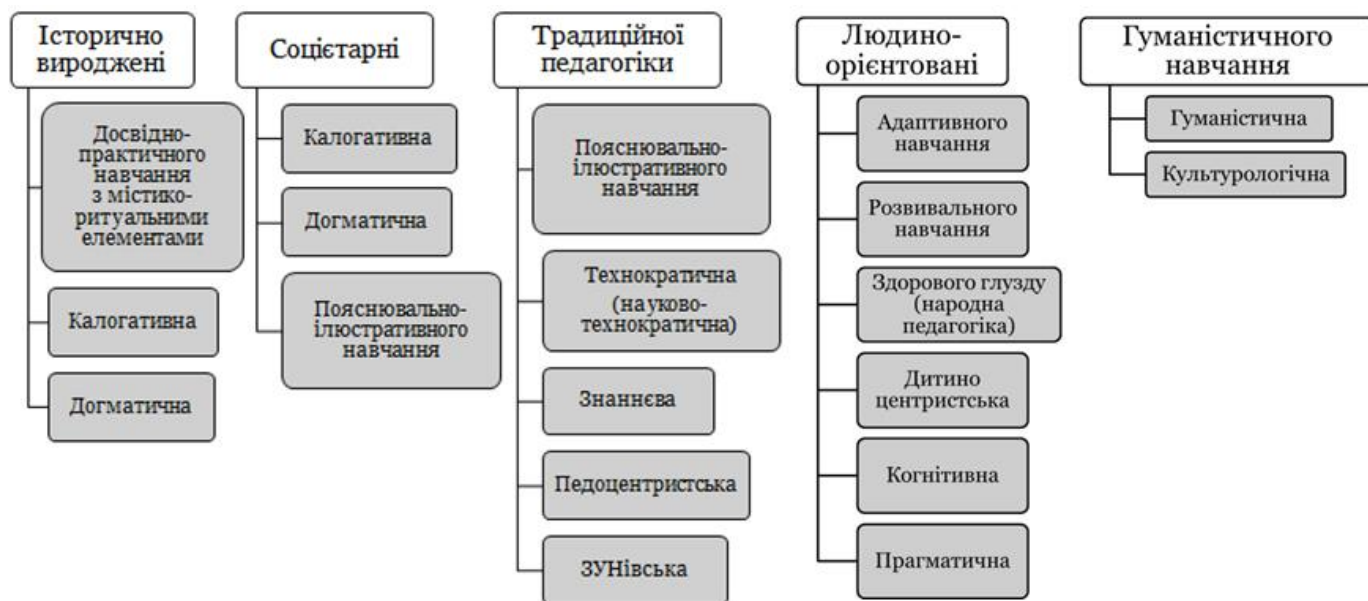 Історично
вироджені
Досвідно-
практичного
навчання
з містико-
ритуальними
елементами
Калогативна
Догматична
Соцієтарні
Калогативна
Догматична
Пояснювально-
ілюстративного
навчання
Традиційної
педагогіки
Пояснювально-
ілюстративного
навчання
Технократична
(науково-
технократична)
Знаннєва
Педоцентристська
ЗУНівська
Людино-
орієнтовані
Адаптивного
навчання
Розвивального
навчання
Здорового глузду
(народна
педагогіка)
Дитино
центристська
Когнітивна
Прагматична
Гуманістичного
навчання
Гуманістична
Культурологічна